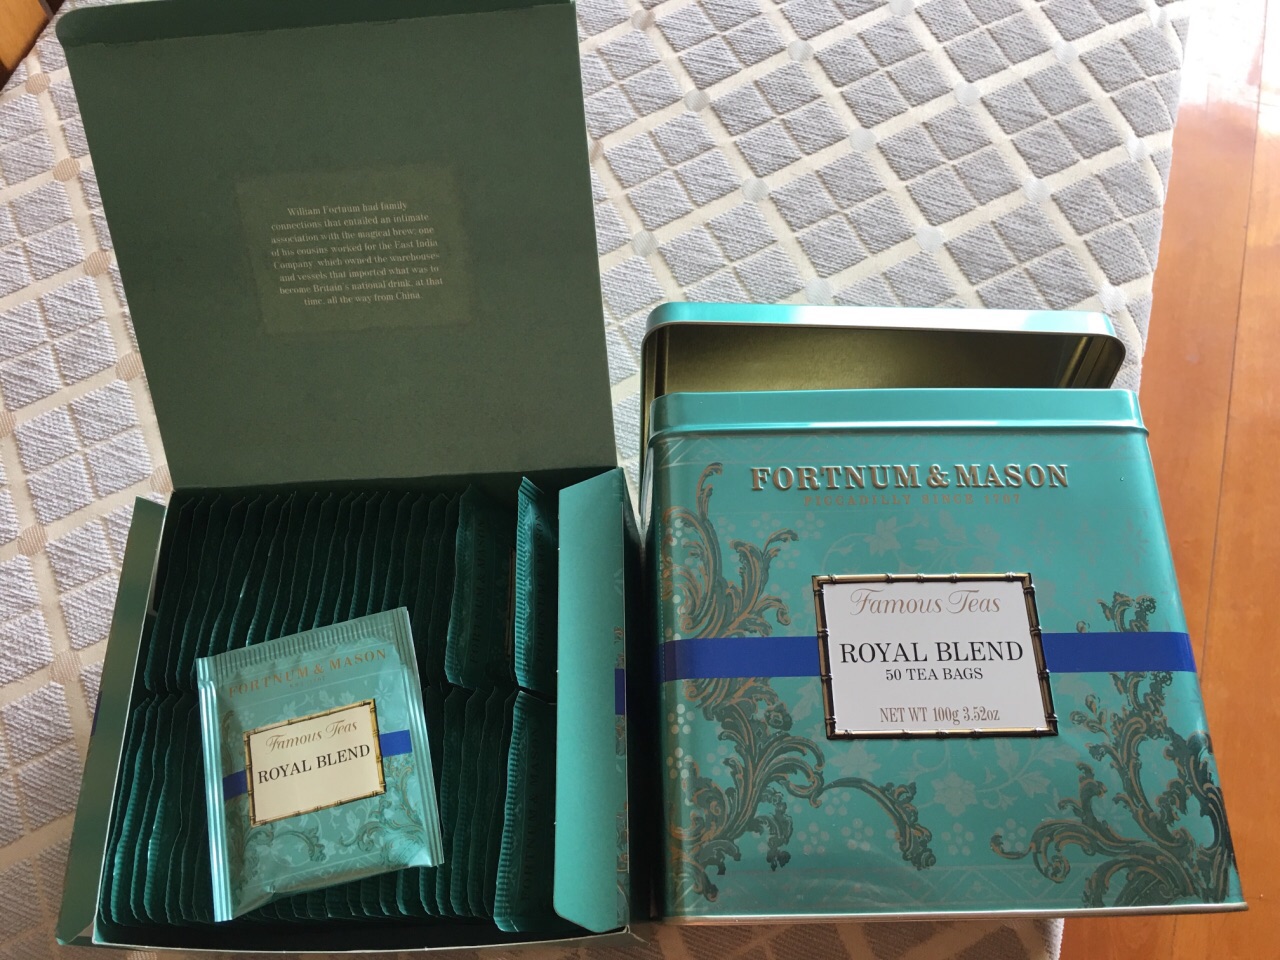 William Fortnum had family
connections that entailed an intimate
association with the magical brew; one
of his cousins worked for the East India
Company, which owned the warehouses
and vessels that imported what was to
become Britain's national drink, at that
time, all the way from China.
FORTNUM & MASON
PICCADILLY SINCE 1707
Famous Teas
ROYAL BLEND
50 TEA BAGS
NET WT 100g 3.52oz
FORTNUM & MASON
Famous Teas
ROYAL BLEND